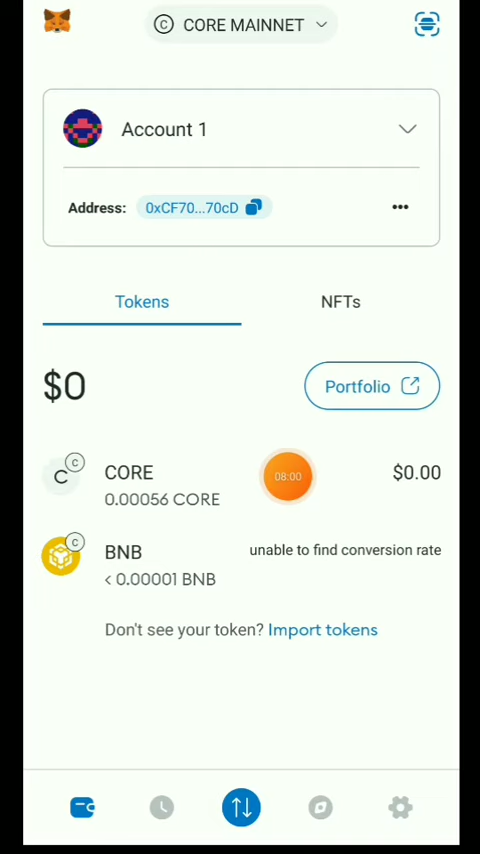 C CORE MAINNET
Account 1
Address: 0xCF70...70cD
Tokens NFTs
$0 Portfolio
C C CORE 08:00 $0.00
0.00056 CORE
C BNB unable to find conversion rate
< 0.00001 BNB
Don't see your token? Import tokens